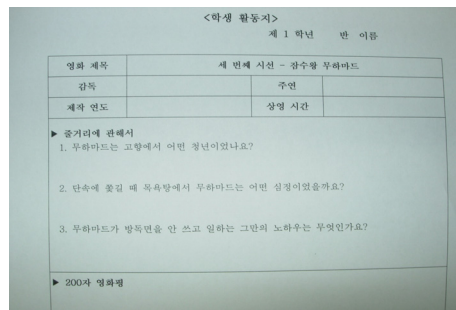 <학생 활동지>
제 1 학년 반 이름
영화 제목 세 번째 시선 - 잠수왕 무하마드
감독 주연
제작 연도 상영 시간
▶ 줄거리에 관해서
1. 무하마드는 고향에서 어떤 청년이었나요?
2. 단속에 쫓길 때 목욕탕에서 무하마드는 어떤 심정이었을까요?
3. 무하마드가 방독면을 안 쓰고 일하는 그만의 노하우는 무엇인가요?
▶ 200자 영화평